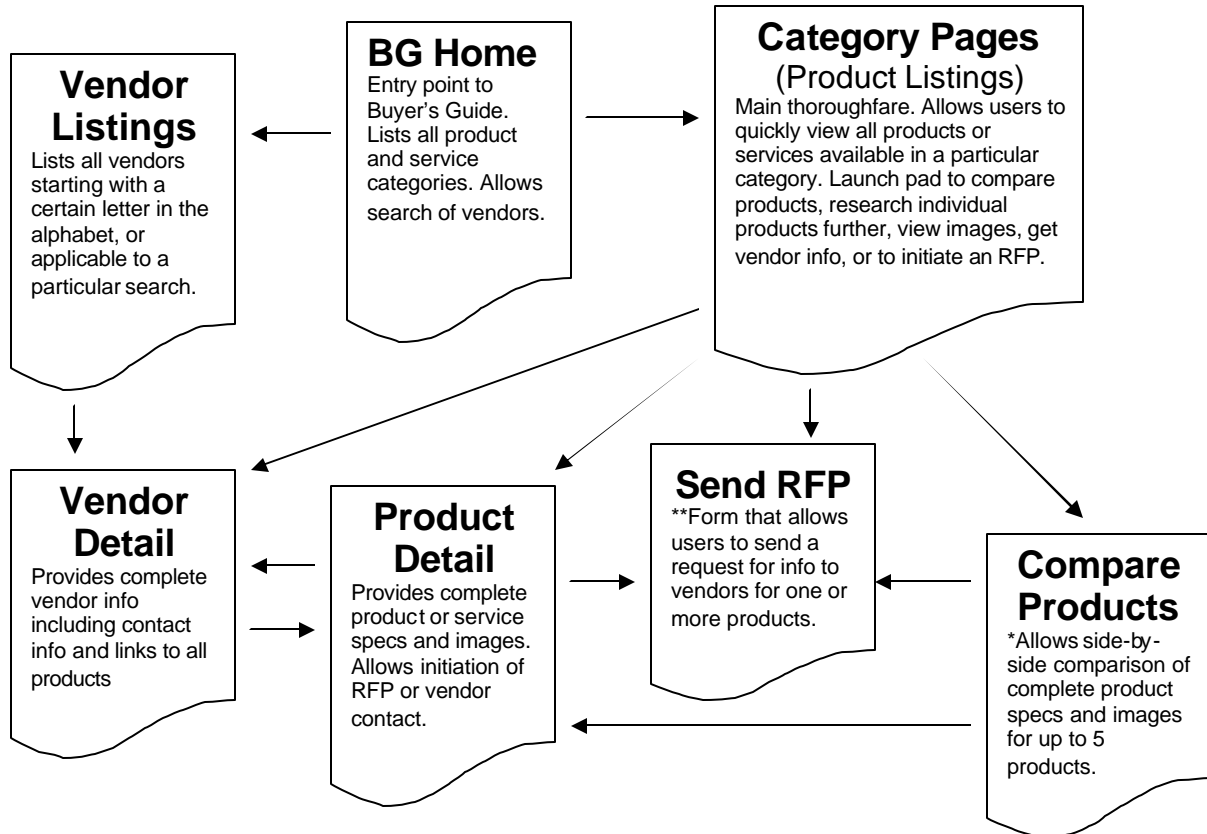 Vendor
Listings
Lists all vendors
starting with a
certain letter in the
alphabet, or
applicable to a
particular search.
BG Home
Entry point to
Buyer's Guide.
Lists all product
and service
categories. Allows
search of vendors.
Category Pages
(Product Listings)
Main thoroughfare. Allows users to
quickly view all products or
services available in a particular
category. Launch pad to compare
products, research individual
products further, view images, get
vendor info, or to initiate an RFP.
Vendor
Detail
Provides complete
vendor info
including contact
info and links to all
products
Product
Detail
Provides complete
product or service
specs and images.
Allows initiation of
RFP or vendor
contact.
Send RFP
**Form that allows
users to send a
request for info to
vendors for one or
more products.
Compare
Products
*Allows side-by-
side comparison of
complete product
specs and images
for up to 5
products.